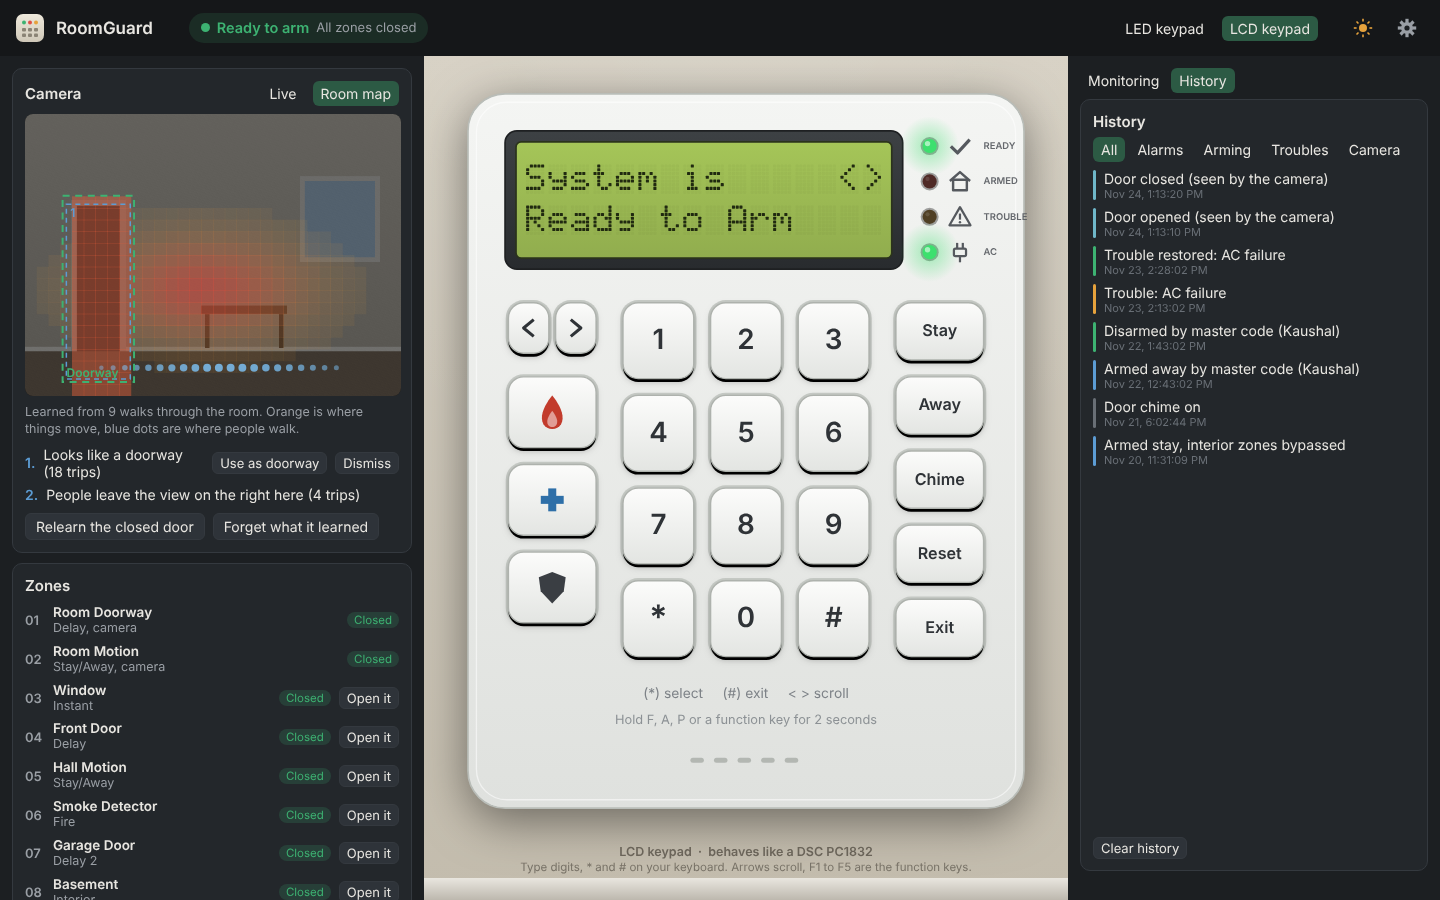 RoomGuard
Ready to arm All zones closed
LED keypad
LCD keypad
Camera
Live
Room map
1
Doorway
Learned from 9 walks through the room. Orange is where
things move, blue dots are where people walk.
1. Looks like a doorway
(18 trips)
Use as doorway
Dismiss
2. People leave the view on the right here (4 trips)
Relearn the closed door
Forget what it learned
Zones
01 Room Doorway
Delay, camera
Closed
02 Room Motion
Stay/Away, camera
Closed
03 Window
Instant
Closed
Open it
04 Front Door
Delay
Closed
Open it
05 Hall Motion
Stay/Away
Closed
Open it
06 Smoke Detector
Fire
Closed
Open it
07 Garage Door
Delay 2
Closed
Open it
08 Basement
Interior
Closed
Open it
System is <>
Ready to Arm
READY
ARMED
TROUBLE
AC
< > 1 2 3 Stay
4 5 6 Away
7 8 9 Chime
Reset
* 0 # Exit
(*) select (#) exit < > scroll
Hold F, A, P or a function key for 2 seconds
LCD keypad · behaves like a DSC PC1832
Type digits, * and # on your keyboard. Arrows scroll, F1 to F5 are the function keys.
Monitoring
History
History
All
Alarms
Arming
Troubles
Camera
Door closed (seen by the camera)
Nov 24, 1:13:20 PM
Door opened (seen by the camera)
Nov 24, 1:13:10 PM
Trouble restored: AC failure
Nov 23, 2:28:02 PM
Trouble: AC failure
Nov 23, 2:13:02 PM
Disarmed by master code (Kaushal)
Nov 22, 1:43:02 PM
Armed away by master code (Kaushal)
Nov 22, 12:43:02 PM
Door chime on
Nov 21, 6:02:44 PM
Armed stay, interior zones bypassed
Nov 20, 11:31:09 PM
Clear history